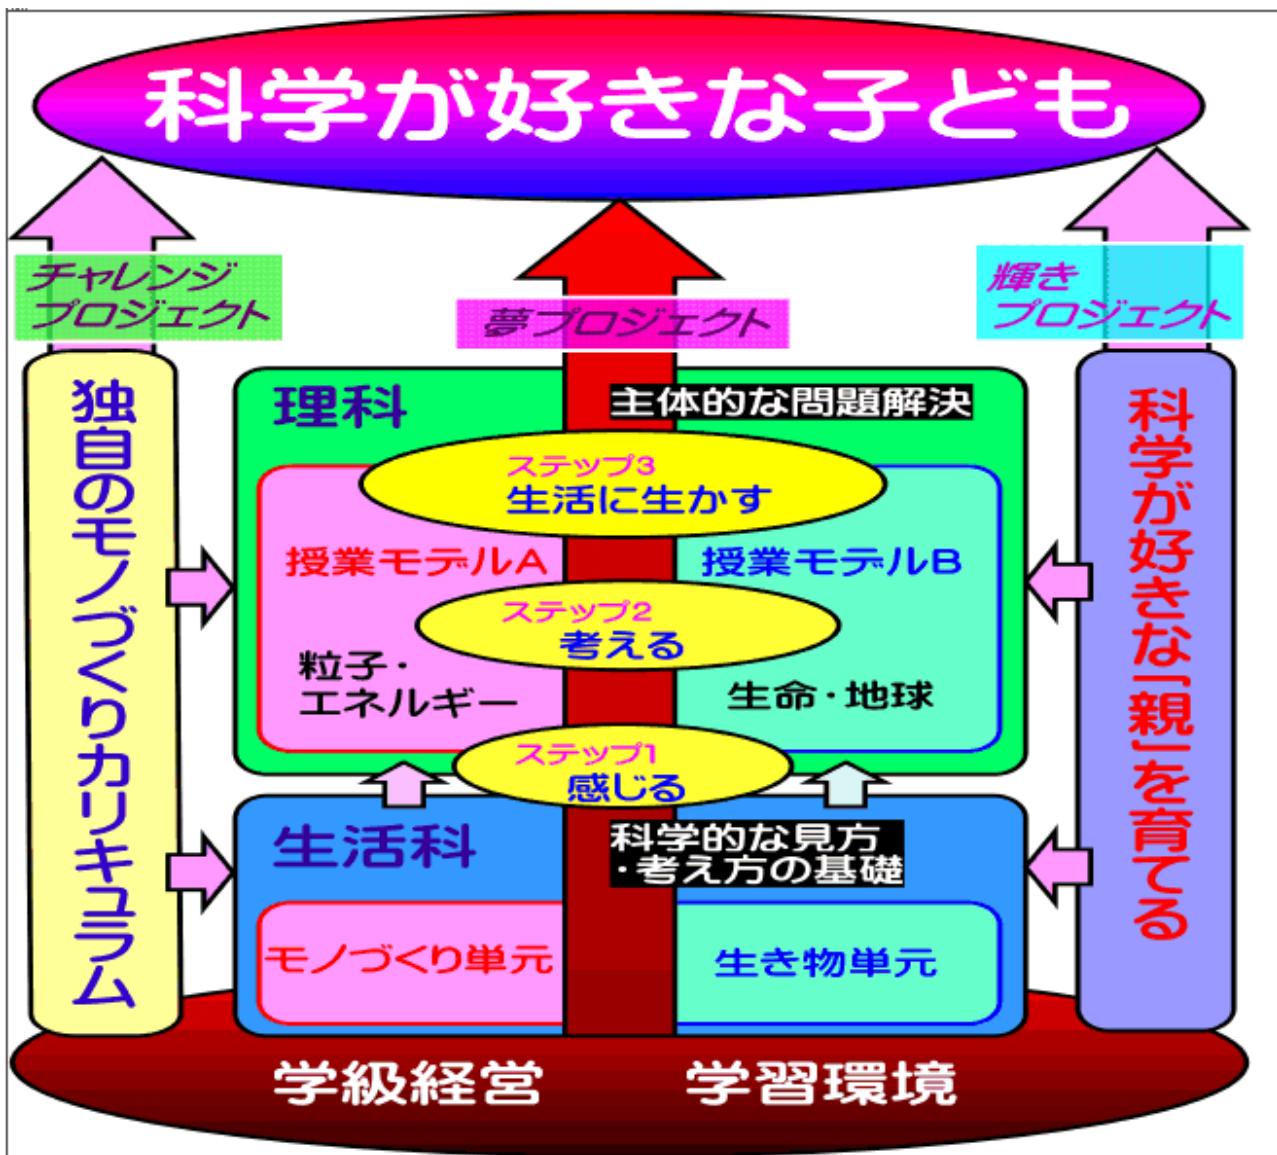 科学が好きな子ども
チャレンジ
プロジェクト
夢プロジェクト
輝き
プロジェクト
独自のモノづくりカリキュラム
理科
主体的な問題解決
ステップ3
生活に生かす
授業モデルA
授業モデルB
ステップ2
考える
粒子・
エネルギー
生命・地球
ステップ1
感じる
生活科
科学的な見方
・考え方の基礎
モノづくり単元
生き物単元
科学が好きな「親」を育てる
学級経営
学習環境